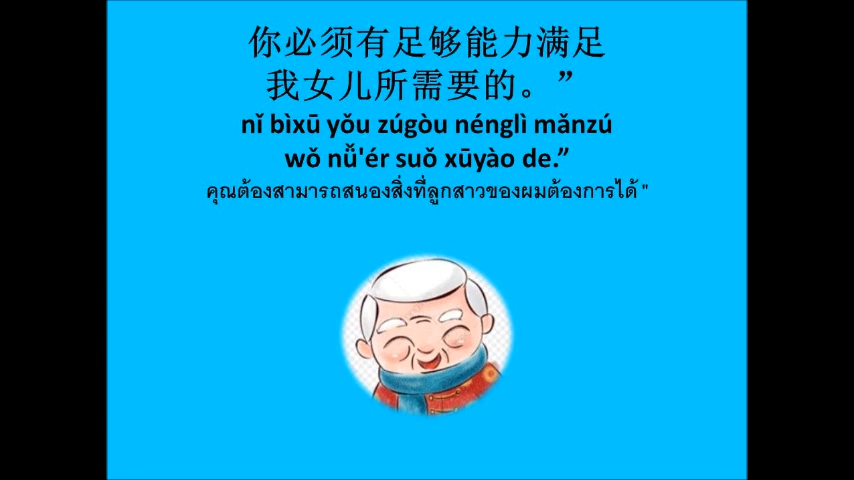 你必须有足够能力满足
我女儿所需要的。”
nǐ bìxū yǒu zúgòu nénglì mǎnzú
wǒ nǚ'ér suǒ xūyào de.”
คุณต้องสามารถสนองสิ่งที่ลูกสาวของผมต้องการได้ "